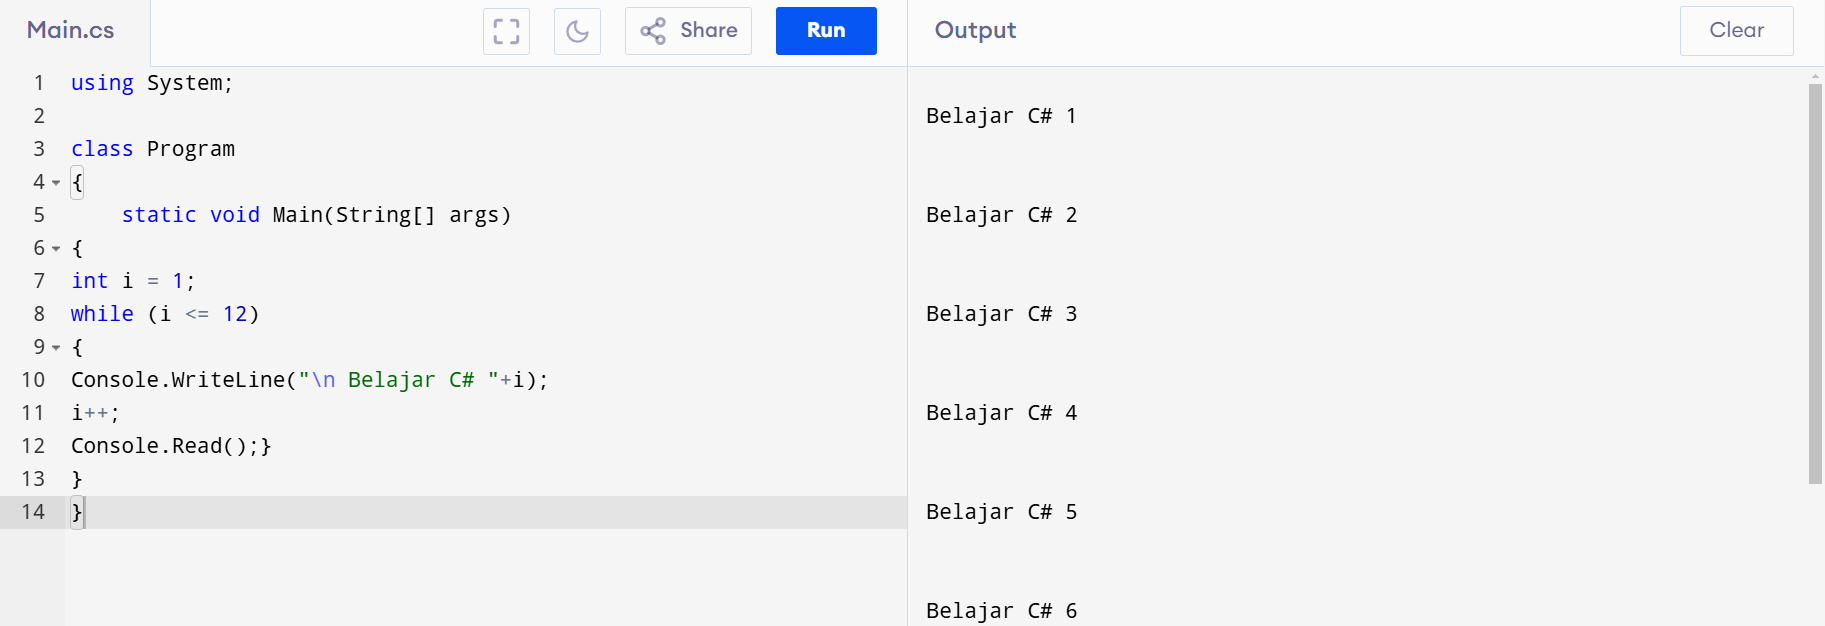 Main.cs
Share
Run
Output
Clear
1 using System;
2
3 class Program
4 {
5     static void Main(String[] args)
6 {
7 int i = 1;
8 while (i <= 12)
9 {
10 Console.WriteLine("\n Belajar C# "+i);
11 i++;
12 Console.Read();}
13 }
14 }
Belajar C# 1
Belajar C# 2
Belajar C# 3
Belajar C# 4
Belajar C# 5
Belajar C# 6